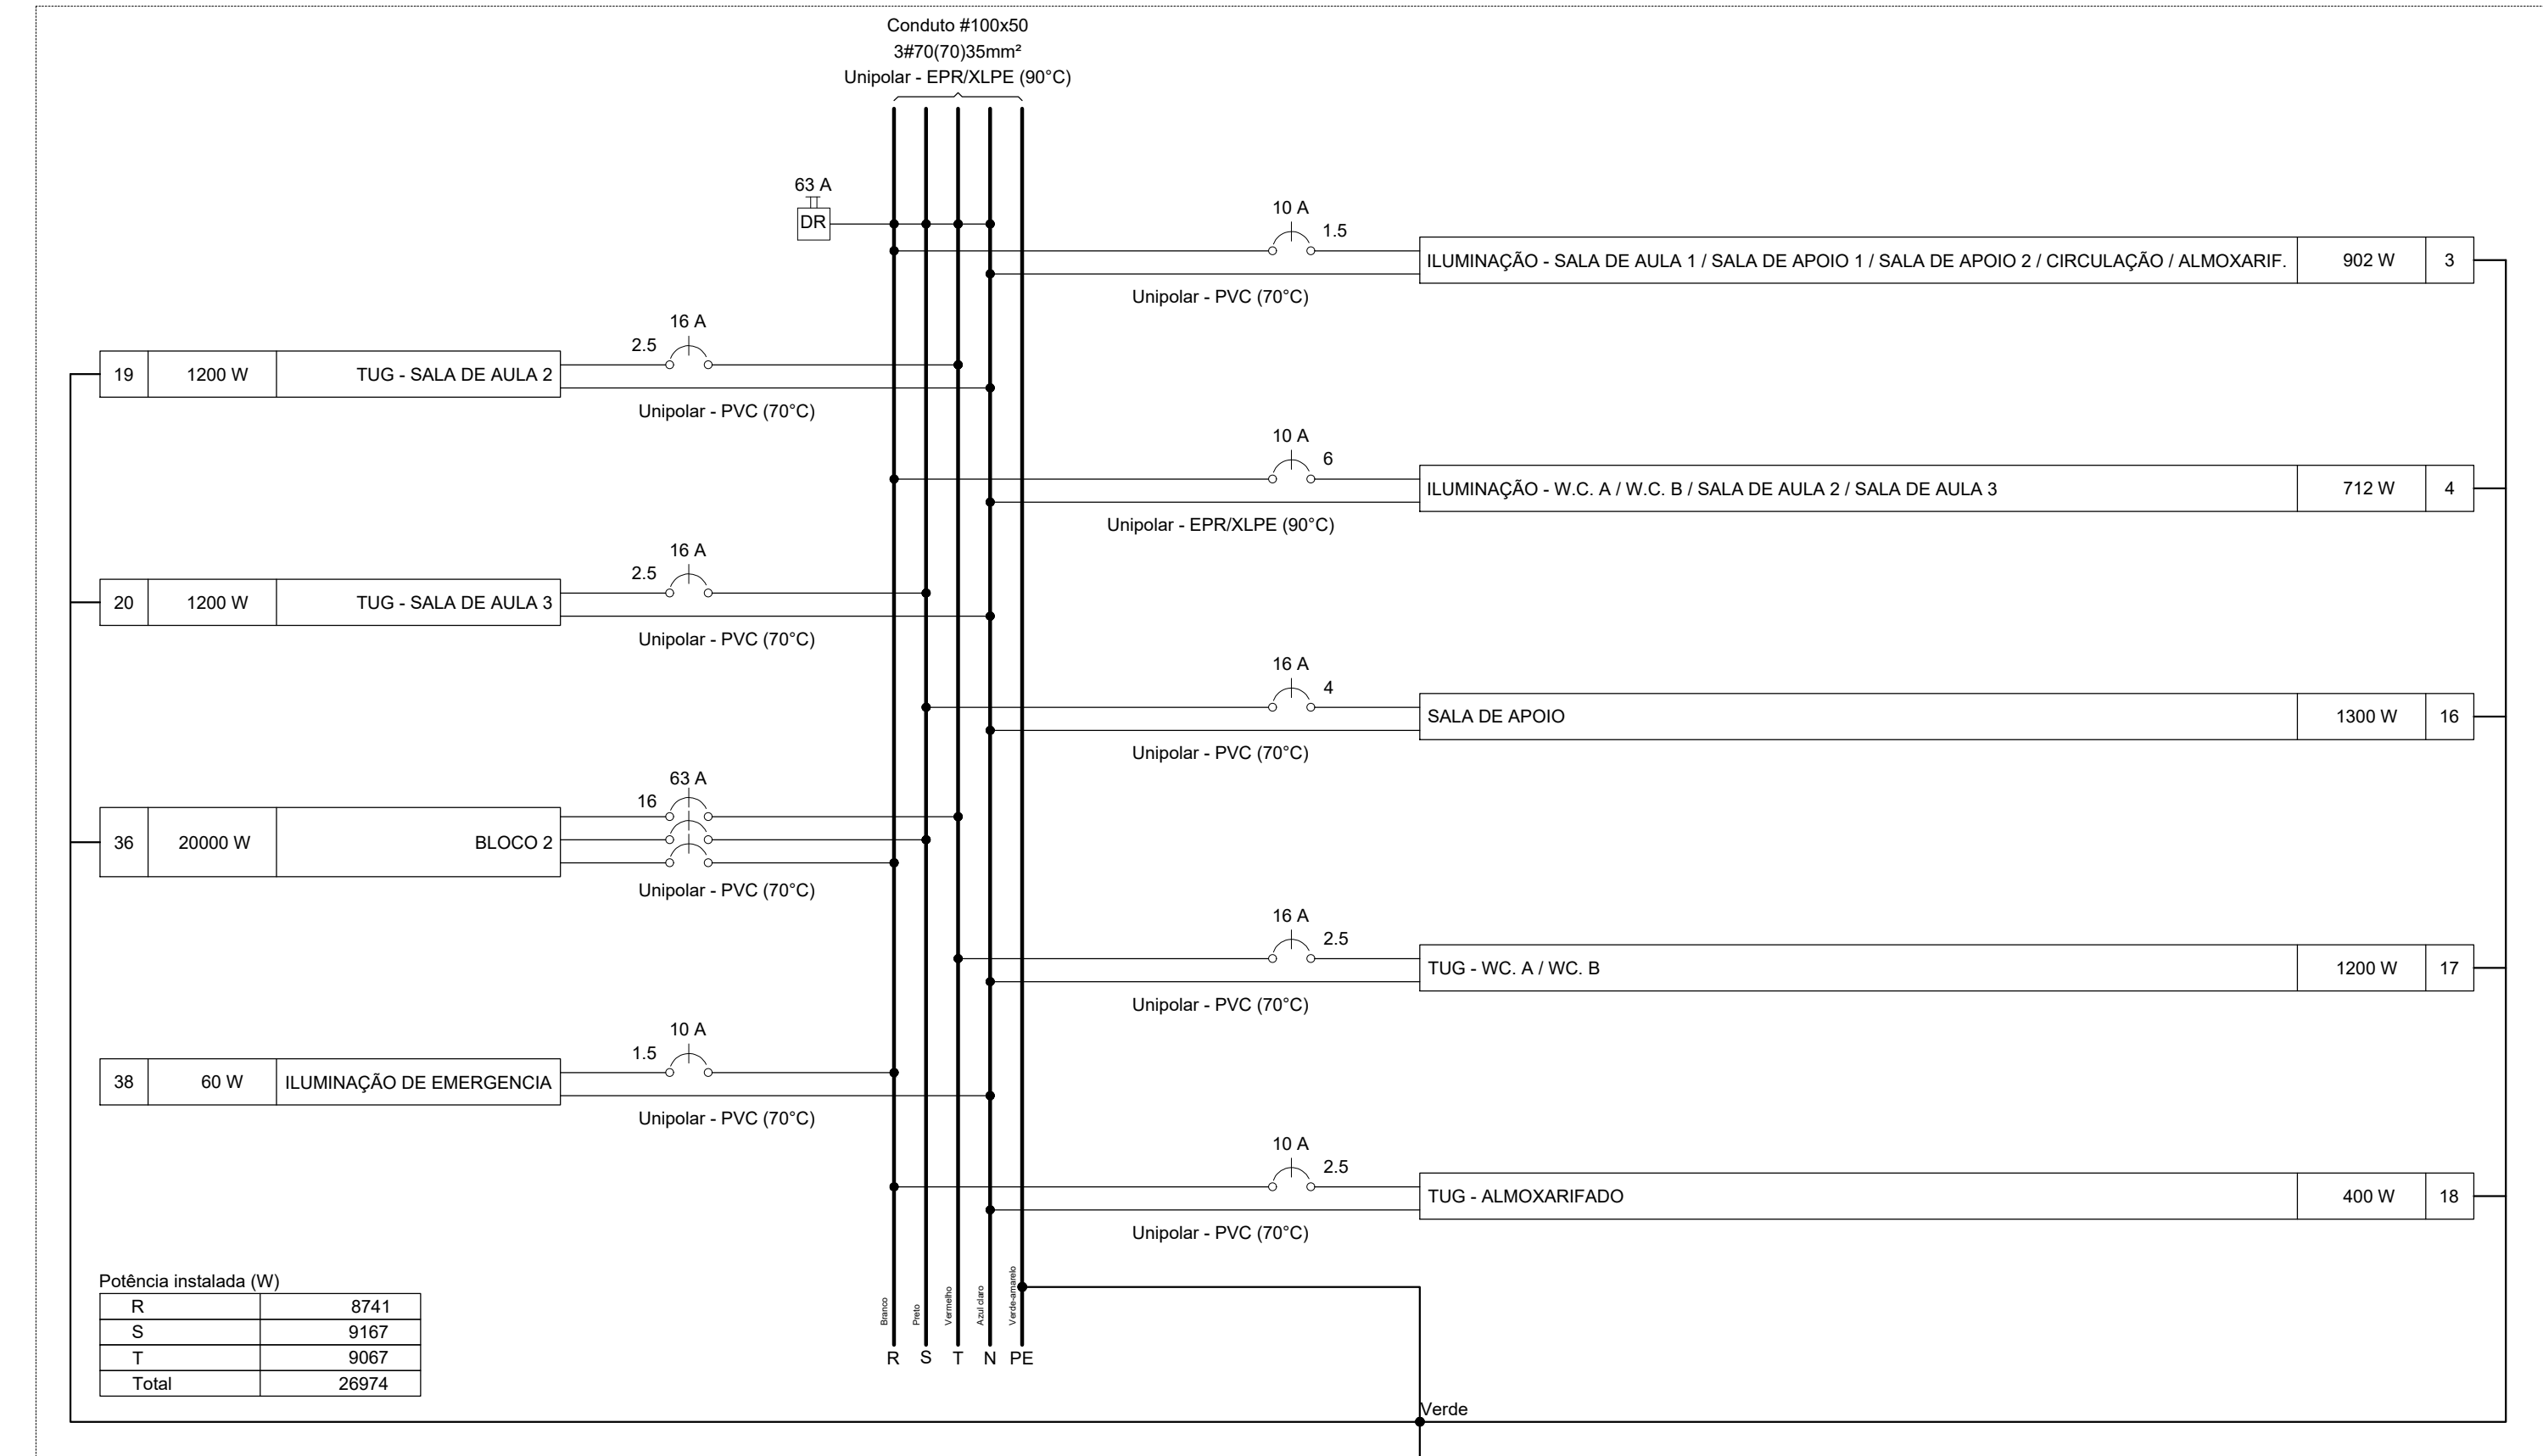 Conduto #100x50
3#70(70)35mm²
Unipolar - EPR/XLPE (90°C)
63 A
DR
10 A
1.5
ILUMINAÇÃO - SALA DE AULA 1 / SALA DE APOIO 1 / SALA DE APOIO 2 / CIRCULAÇÃO / ALMOXARIF. 902 W 3
Unipolar - PVC (70°C)
16 A
2.5
19 1200 W TUG - SALA DE AULA 2
Unipolar - PVC (70°C)
10 A
6
ILUMINAÇÃO - W.C. A / W.C. B / SALA DE AULA 2 / SALA DE AULA 3 712 W 4
Unipolar - EPR/XLPE (90°C)
16 A
2.5
20 1200 W TUG - SALA DE AULA 3
Unipolar - PVC (70°C)
16 A
4
SALA DE APOIO 1300 W 16
Unipolar - PVC (70°C)
63 A
16
36 20000 W BLOCO 2
Unipolar - PVC (70°C)
16 A
2.5
TUG - WC. A / WC. B 1200 W 17
Unipolar - PVC (70°C)
10 A
1.5
38 60 W ILUMINAÇÃO DE EMERGENCIA
Unipolar - PVC (70°C)
10 A
2.5
TUG - ALMOXARIFADO 400 W 18
Unipolar - PVC (70°C)
Potência instalada (W)
R 8741
S 9167
T 9067
Total 26974
Branco
Preto
Vermelho
Azul claro
Verde-amarelo
R S T N PE
Verde